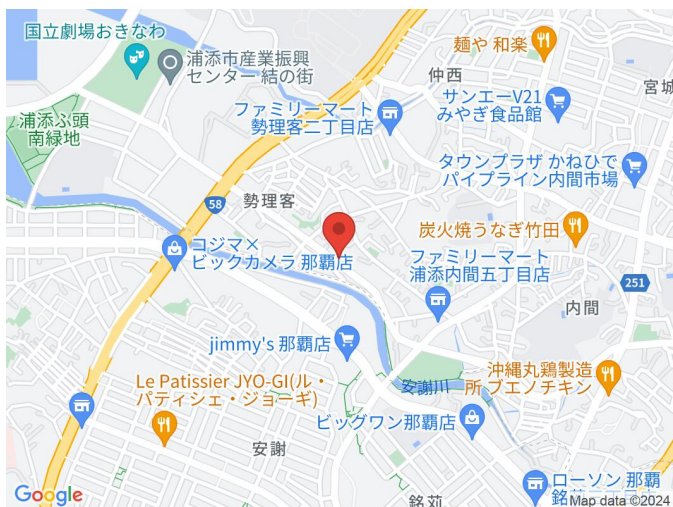 麺や 和楽
国立劇場おきなわ
浦添市産業振興
センター結の街
仲西
宮城
サンエーV21
みやぎ食品館
ファミリーマート
勢理客二丁目店
浦添ふ頭
南緑地
タウンプラザ かねひで
パイプライン内間市場
58
勢理客
炭火焼うなぎ竹田
コジマ×
ビックカメラ 那覇店
ファミリーマート
浦添内間五丁目店
251
内間
jimmy's 那覇店
沖縄丸鶏製造
所 ブエノチキン
Le Patissier JYO-GI(ル・
パティシェ・ジョーギ)
安謝川
ビッグワン那覇店
安謝
ローソン 那覇
銘苅
Google
Map data ©2024